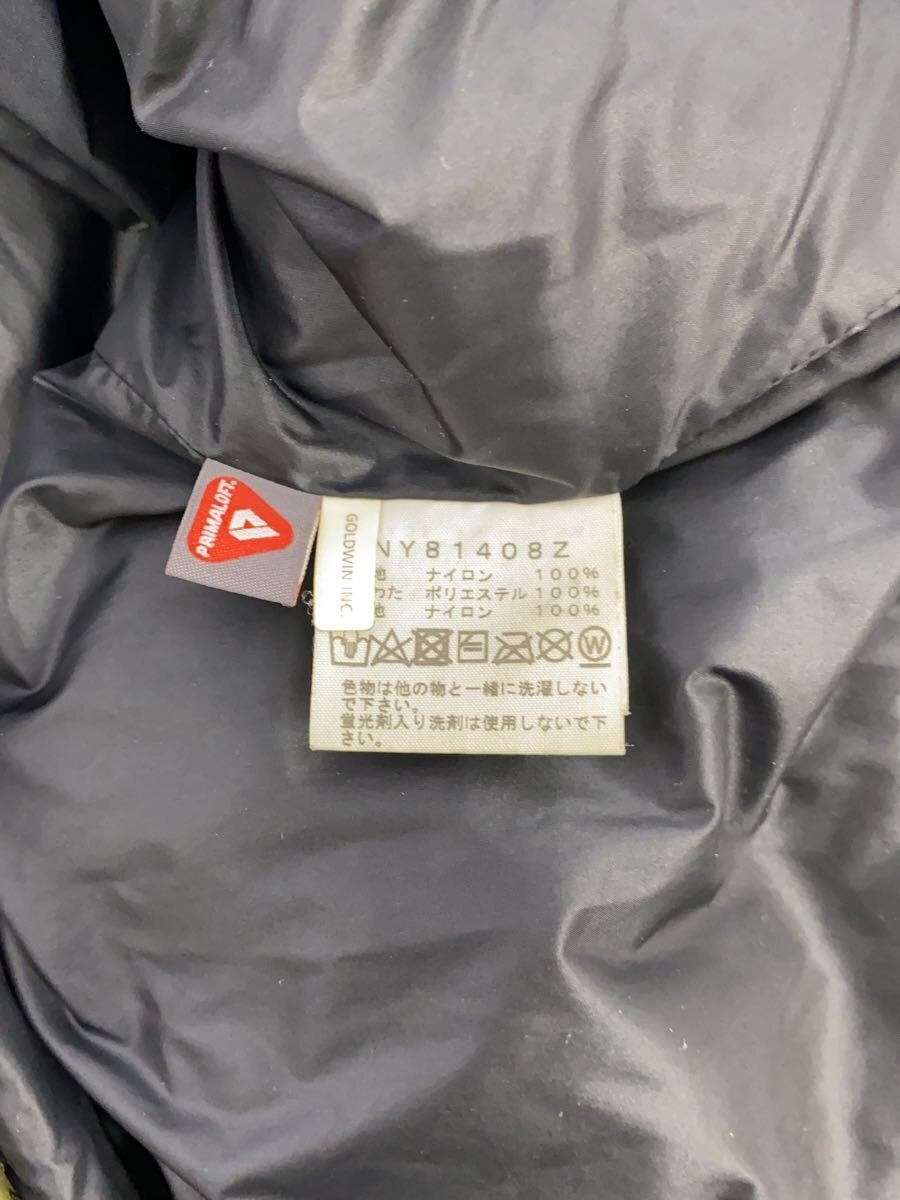 PRIMALOFT®
GOLDWIN INC.
NY81408Z
地 ナイロン 100%
わた ポリエステル 100%
地 ナイロン 100%
W
色物は他の物と一緒に洗濯しない
で下さい。
蛍光剤入り洗剤は使用しないで下
さい。